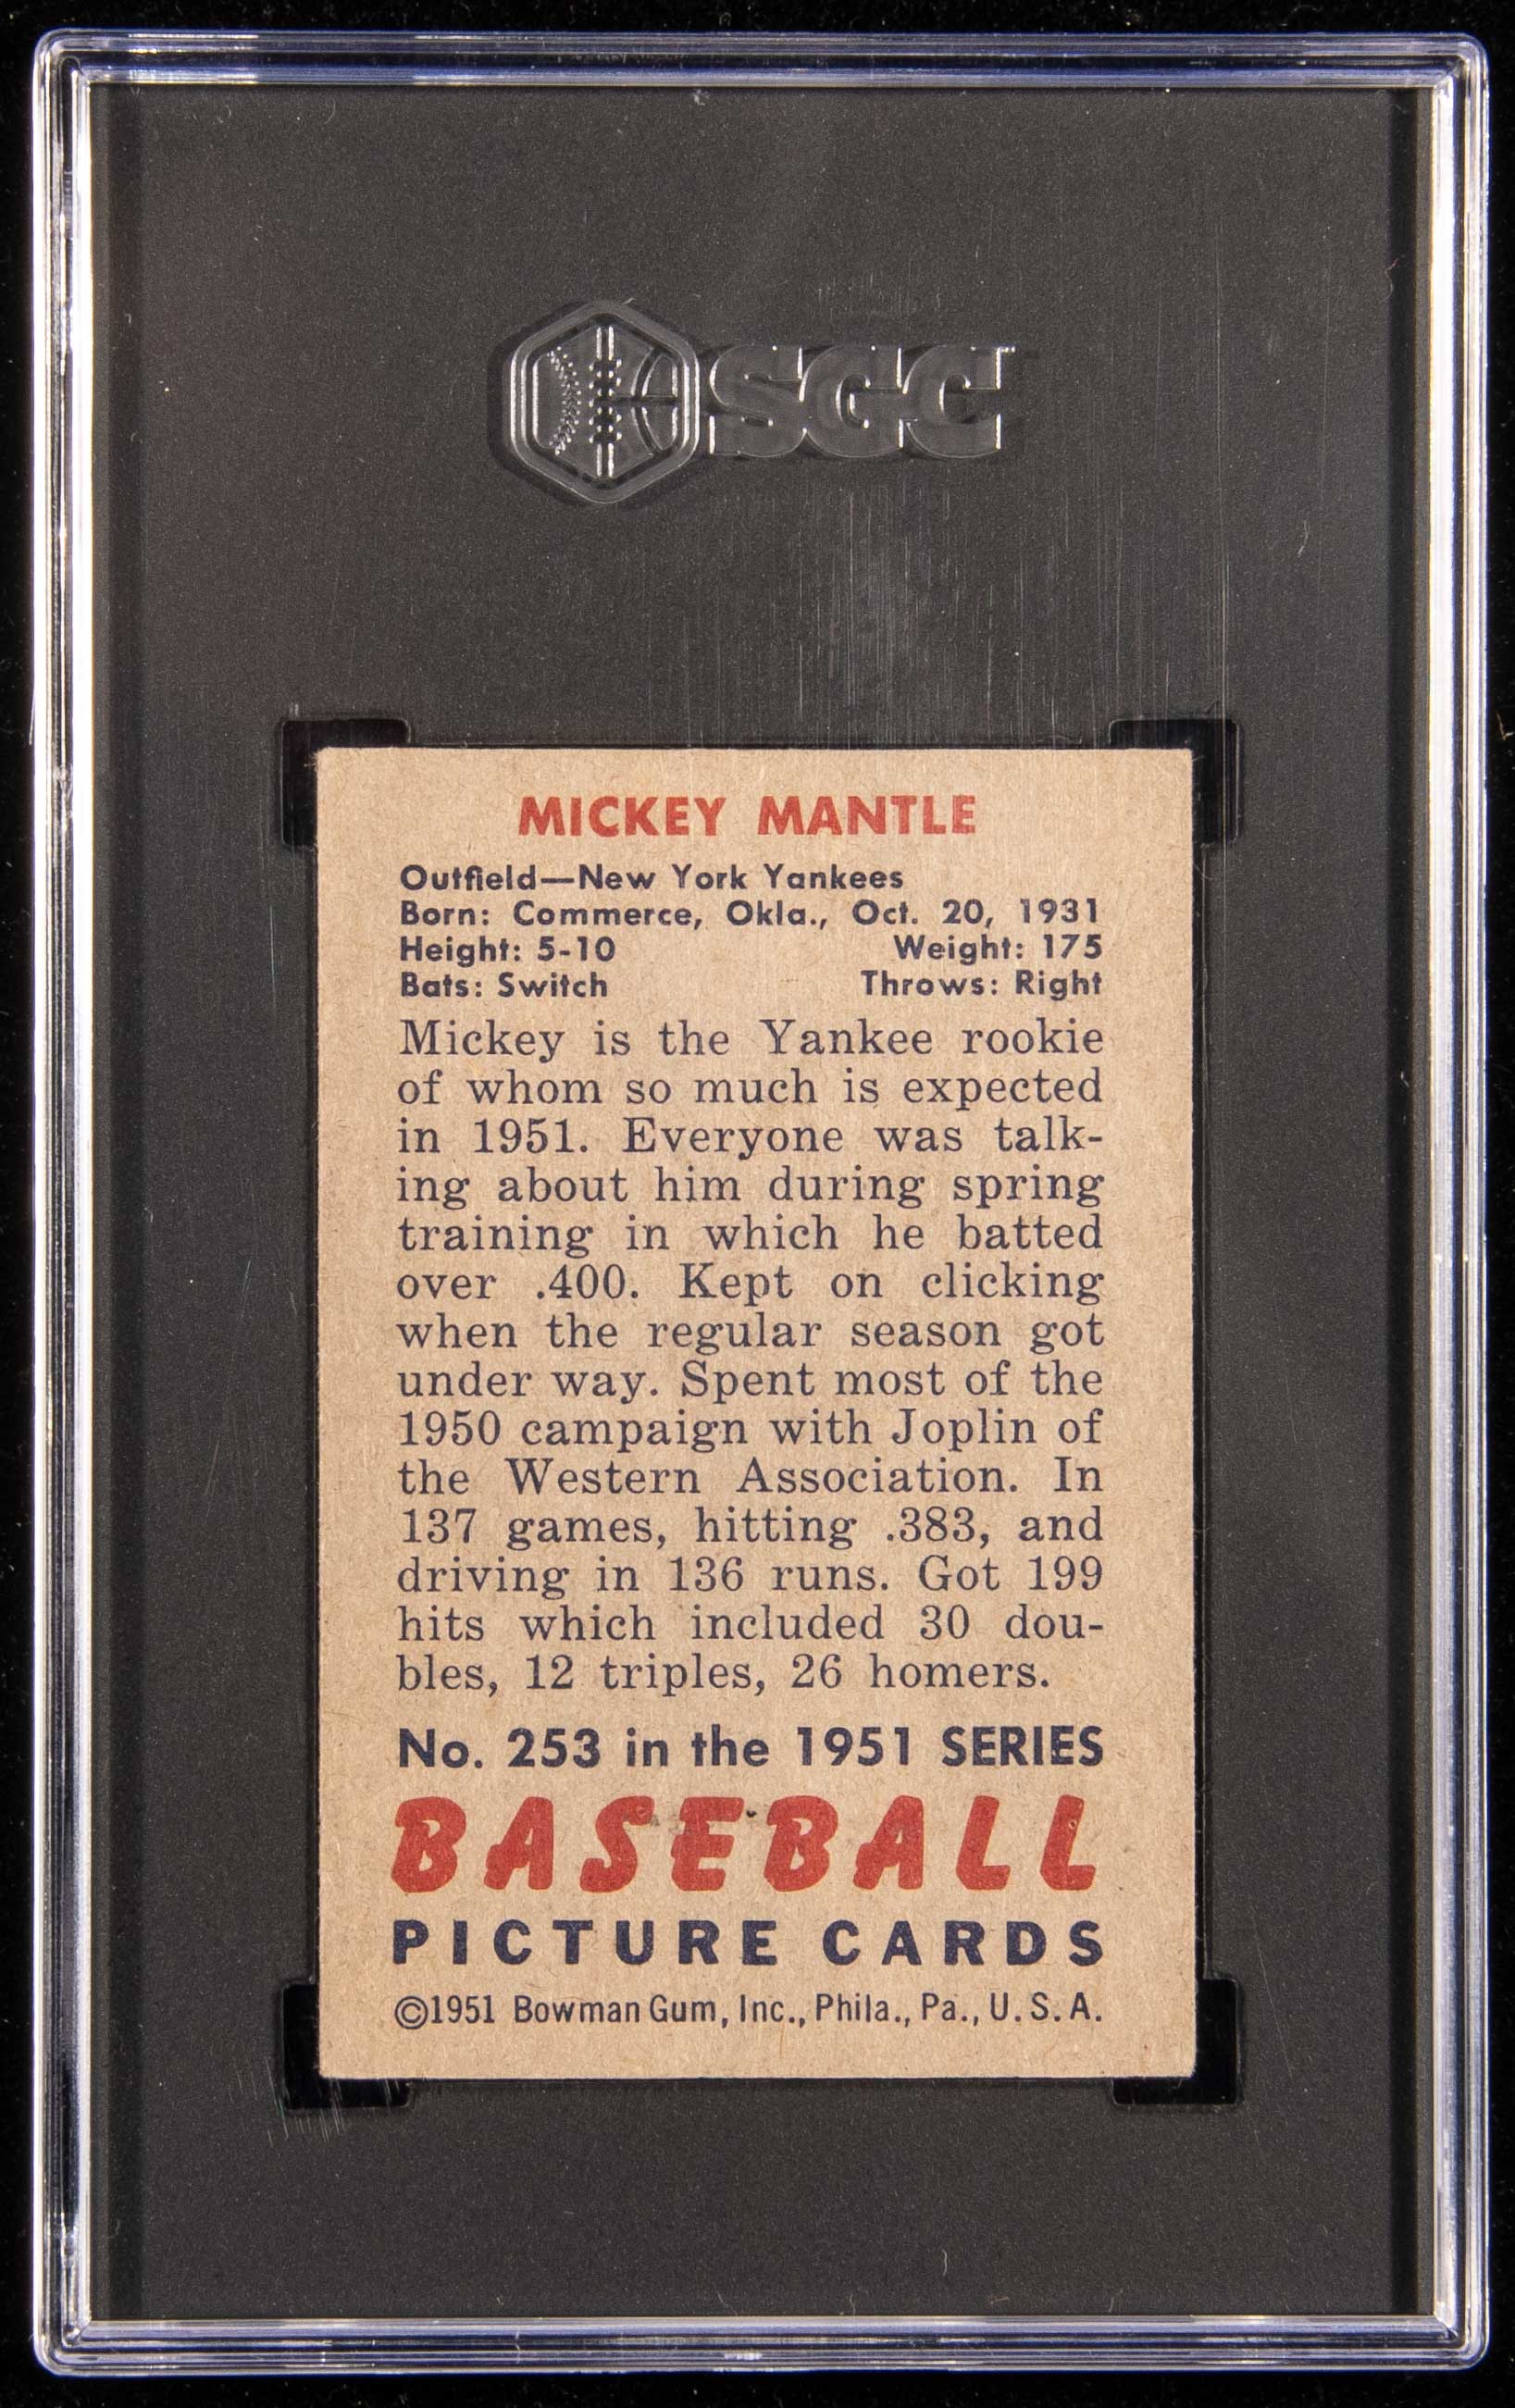 SGC
MICKEY MANTLE
Outfield—New York Yankees
Born: Commerce, Okla., Oct. 20, 1931
Height: 5-10 Weight: 175
Bats: Switch Throws: Right
Mickey is the Yankee rookie
of whom so much is expected
in 1951. Everyone was talk-
ing about him during spring
training in which he batted
over .400. Kept on clicking
when the regular season got
under way. Spent most of the
1950 campaign with Joplin of
the Western Association. In
137 games, hitting .383, and
driving in 136 runs. Got 199
hits which included 30 dou-
bles, 12 triples, 26 homers.
No. 253 in the 1951 SERIES
BASEBALL
PICTURE CARDS
©1951 Bowman Gum, Inc., Phila., Pa., U.S.A.